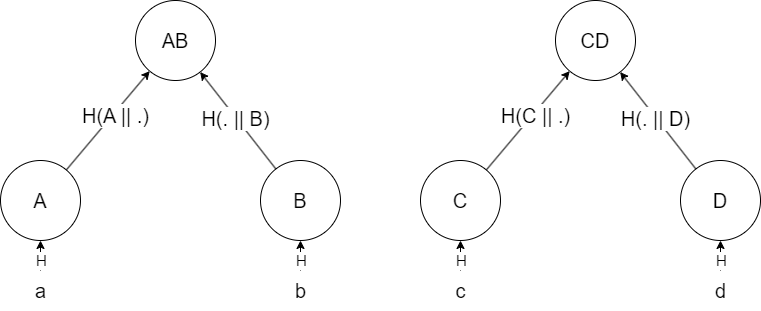 AB
CD
H(A || .)
H(. || B)
H(C || .)
H(. || D)
A
B
C
D
H
H
H
H
a
b
c
d